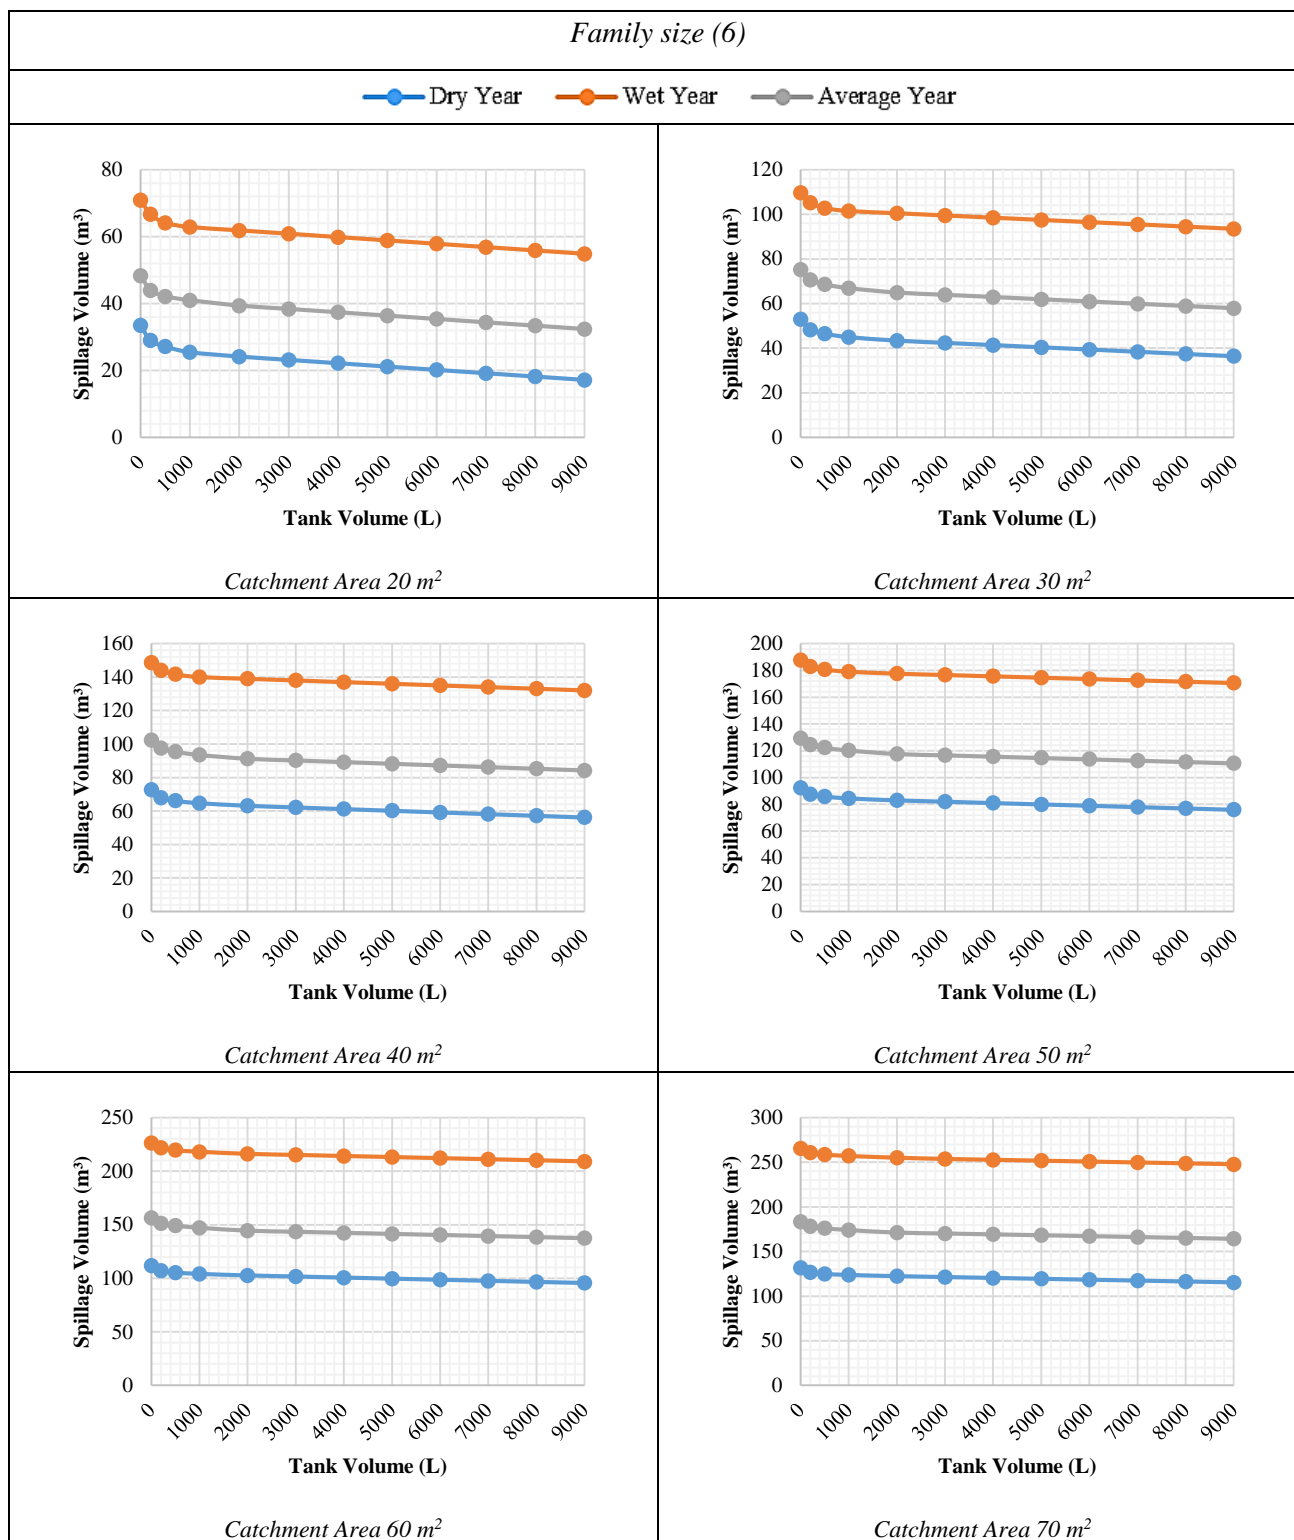 Family size (6)
Dry Year Wet Year Average Year
80
60
40
20
0
Spillage Volume (m³)
0 1000 2000 3000 4000 5000 6000 7000 8000 9000
Tank Volume (L)
Catchment Area 20 m²
120
100
80
60
40
20
0
Spillage Volume (m³)
0 1000 2000 3000 4000 5000 6000 7000 8000 9000
Tank Volume (L)
Catchment Area 30 m²
160
140
120
100
80
60
40
20
0
Spillage Volume (m³)
0 1000 2000 3000 4000 5000 6000 7000 8000 9000
Tank Volume (L)
Catchment Area 40 m²
200
180
160
140
120
100
80
60
40
20
0
Spillage Volume (m³)
0 1000 2000 3000 4000 5000 6000 7000 8000 9000
Tank Volume (L)
Catchment Area 50 m²
250
200
150
100
50
0
Spillage Volume (m³)
0 1000 2000 3000 4000 5000 6000 7000 8000 9000
Tank Volume (L)
Catchment Area 60 m²
300
250
200
150
100
50
0
Spillage Volume (m³)
0 1000 2000 3000 4000 5000 6000 7000 8000 9000
Tank Volume (L)
Catchment Area 70 m²